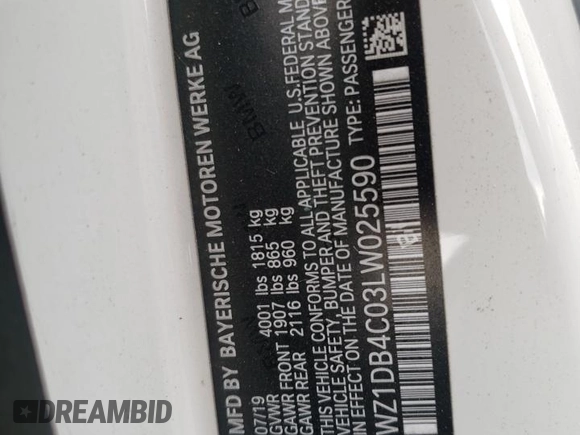 MFD BY BAYERISCHE MOTOREN WERKE AG
07/19
GVWR 4001 lbs 1815 kg
GAWR FRONT 1907 lbs 865 kg
GAWR REAR 2116 lbs 960 kg
THIS VEHICLE CONFORMS TO ALL APPLICABLE U.S. FEDERAL M
VEHICLE SAFETY, BUMPER AND THEFT PREVENTION STAND
IN EFFECT ON THE DATE OF MANUFACTURE SHOWN ABOVE
WZ1DB4C03LW025590 TYPE: PASSENGER
DREAMBID